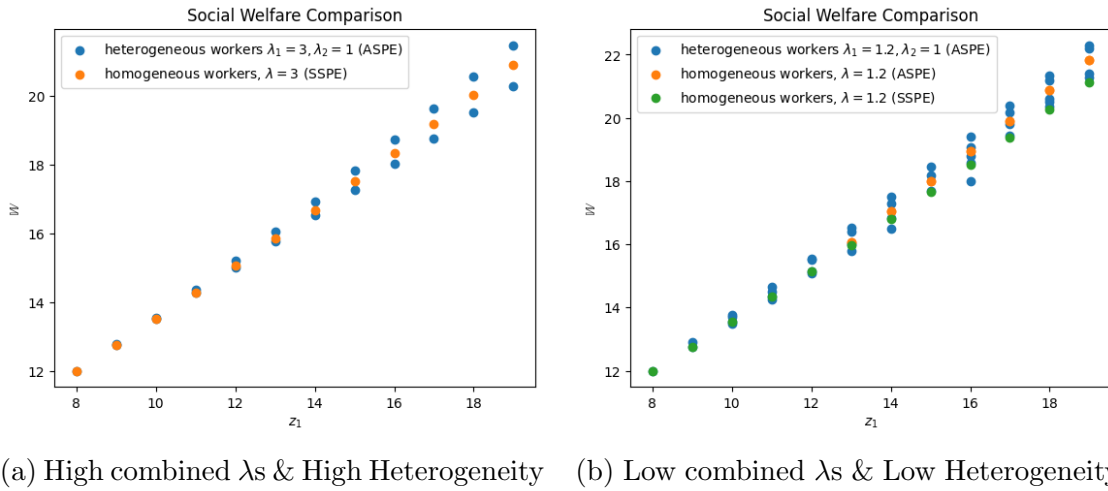 Social Welfare Comparison
heterogeneous workers λ₁ = 3, λ₂ = 1 (ASPE)
homogeneous workers, λ = 3 (SSPE)
20
18
16
14
12
𝕎
8 10 12 14 16 18
z₁
(a) High combined λs & High Heterogeneity
Social Welfare Comparison
heterogeneous workers λ₁ = 1.2, λ₂ = 1 (ASPE)
homogeneous workers, λ = 1.2 (ASPE)
homogeneous workers, λ = 1.2 (SSPE)
22
20
18
16
14
12
𝕎
8 10 12 14 16 18
z₁
(b) Low combined λs & Low Heterogeneity